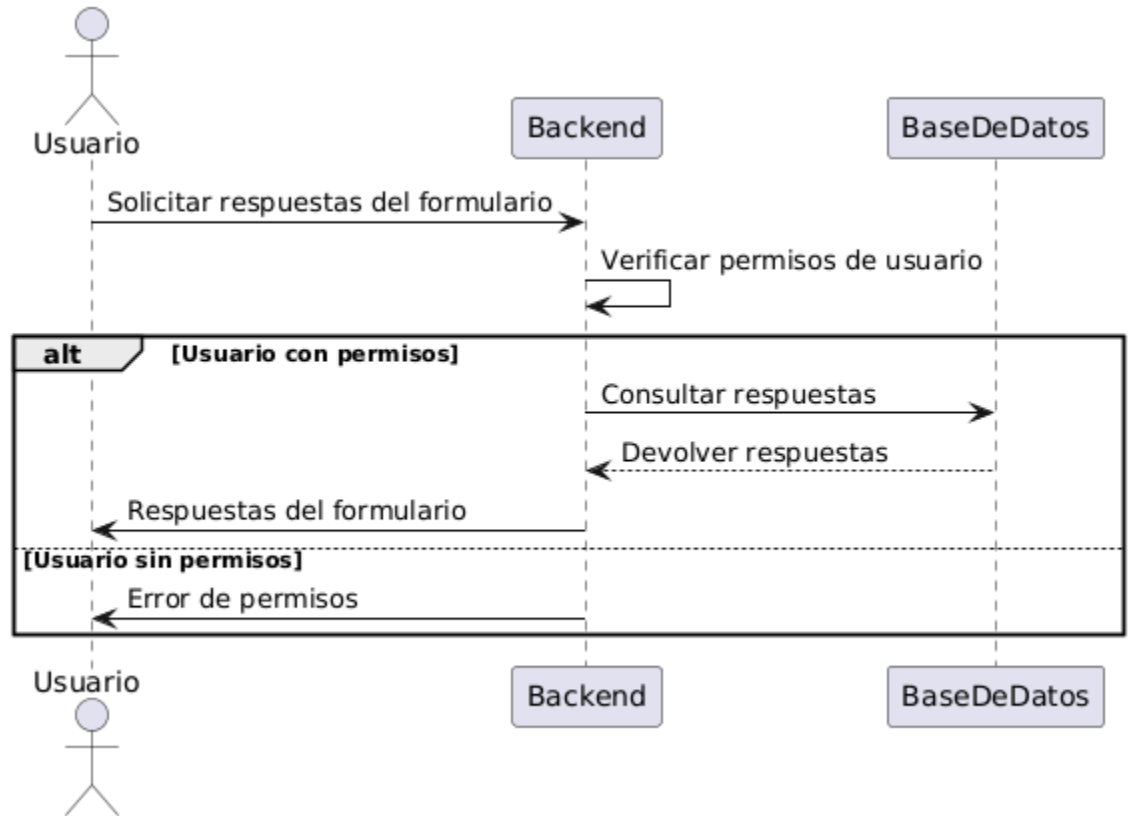 Usuario
Backend
BaseDeDatos
Solicitar respuestas del formulario
Verificar permisos de usuario
alt
[Usuario con permisos]
Consultar respuestas
Devolver respuestas
Respuestas del formulario
[Usuario sin permisos]
Error de permisos
Usuario
Backend
BaseDeDatos